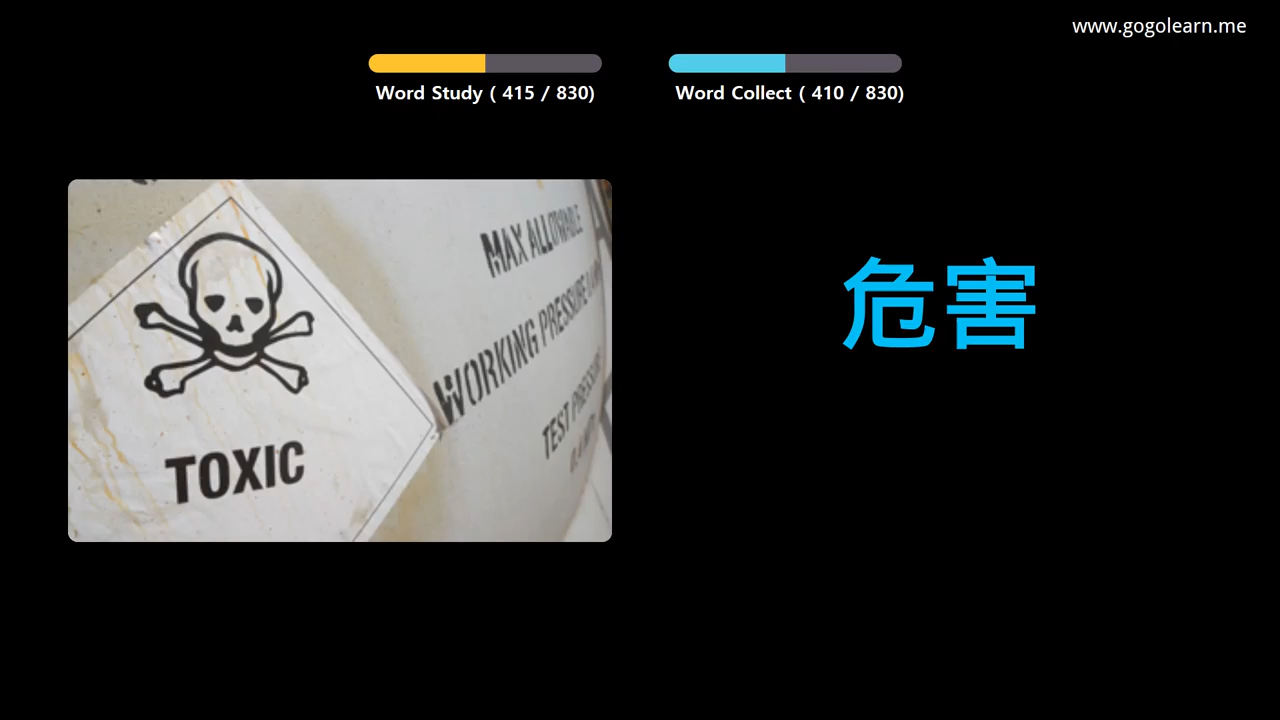 www.gogolearn.me
Word Study ( 415 / 830)
Word Collect ( 410 / 830)
TOXIC
MAX ALLOWABLE
WORKING PRESSURE
TEST PRESSURE
危害